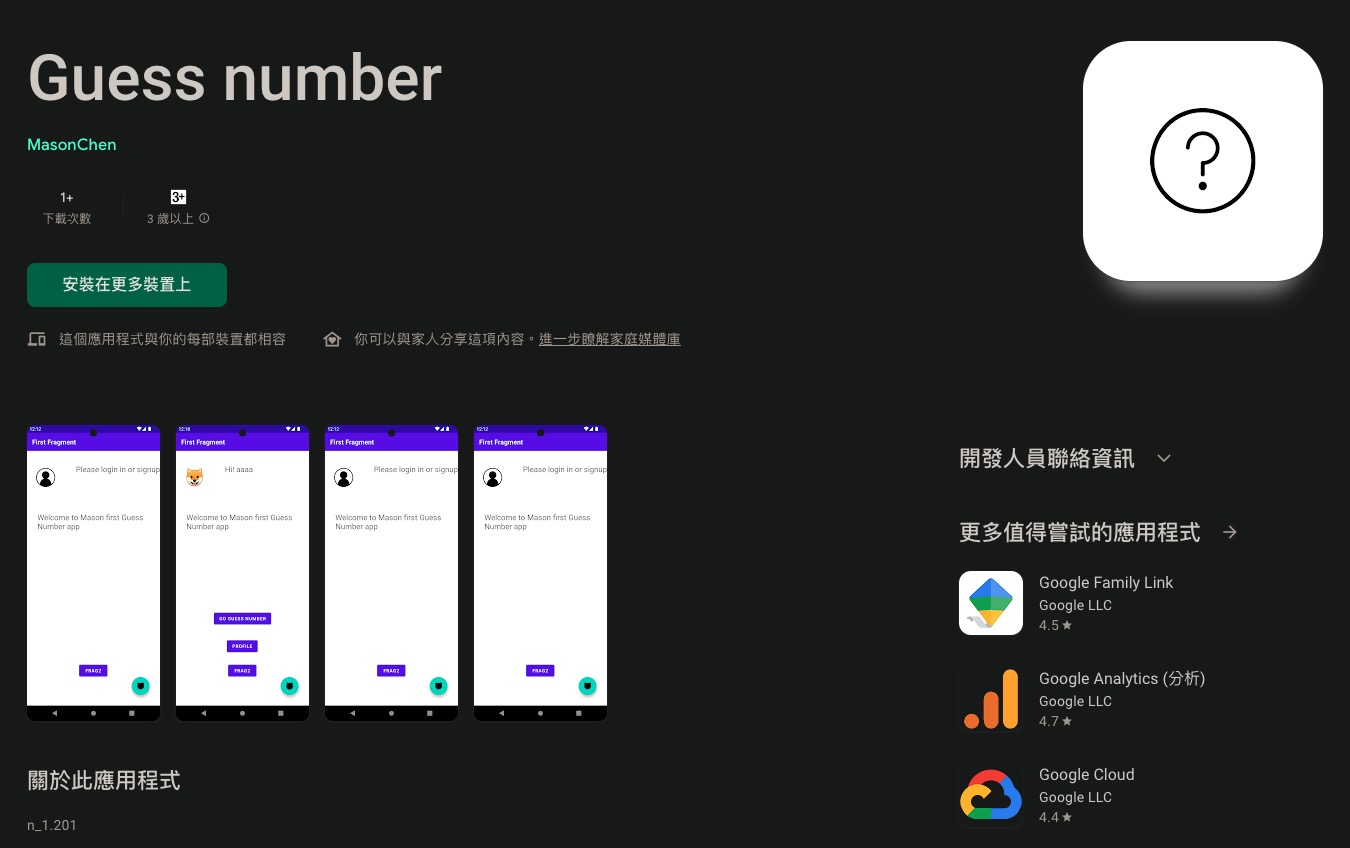 Guess number
MasonChen
1+
下載次數
3+
3 歲以上
安裝在更多裝置上
這個應用程式與你的每部裝置都相容
你可以與家人分享這項內容。進一步瞭解家庭媒體庫
12:12
First Fragment
Please login in or signup
Welcome to Mason first Guess
Number app
FRAG2
12:18
First Fragment
Hi! aaaa
Welcome to Mason first Guess
Number app
GO GUESS NUMBER
PROFILE
FRAG2
12:12
First Fragment
Please login in or signup
Welcome to Mason first Guess
Number app
FRAG2
12:12
First Fragment
Please login in or signup
Welcome to Mason first Guess
Number app
FRAG2
開發人員聯絡資訊
更多值得嘗試的應用程式
Google Family Link
Google LLC
4.5
Google Analytics (分析)
Google LLC
4.7
Google Cloud
Google LLC
4.4
關於此應用程式
n_1.201